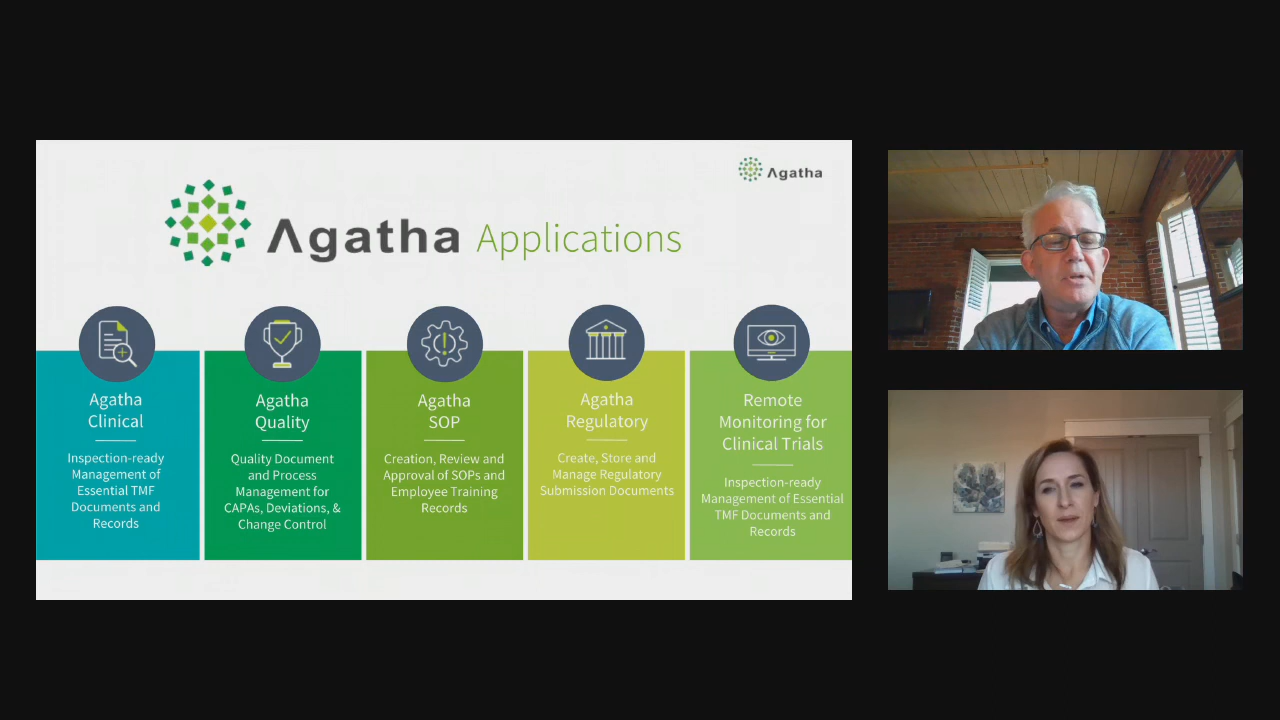 Agatha
Agatha Applications
Agatha
Clinical
Inspection-ready
Management of
Essential TMF
Documents and
Records
Agatha
Quality
Quality Document
and Process
Management for
CAPAs, Deviations, &
Change Control
Agatha
SOP
Creation, Review and
Approval of SOPs and
Employee Training
Records
Agatha
Regulatory
Create, Store and
Manage Regulatory
Submission Documents
Remote
Monitoring for
Clinical Trials
Inspection-ready
Management of Essential
TMF Documents and
Records